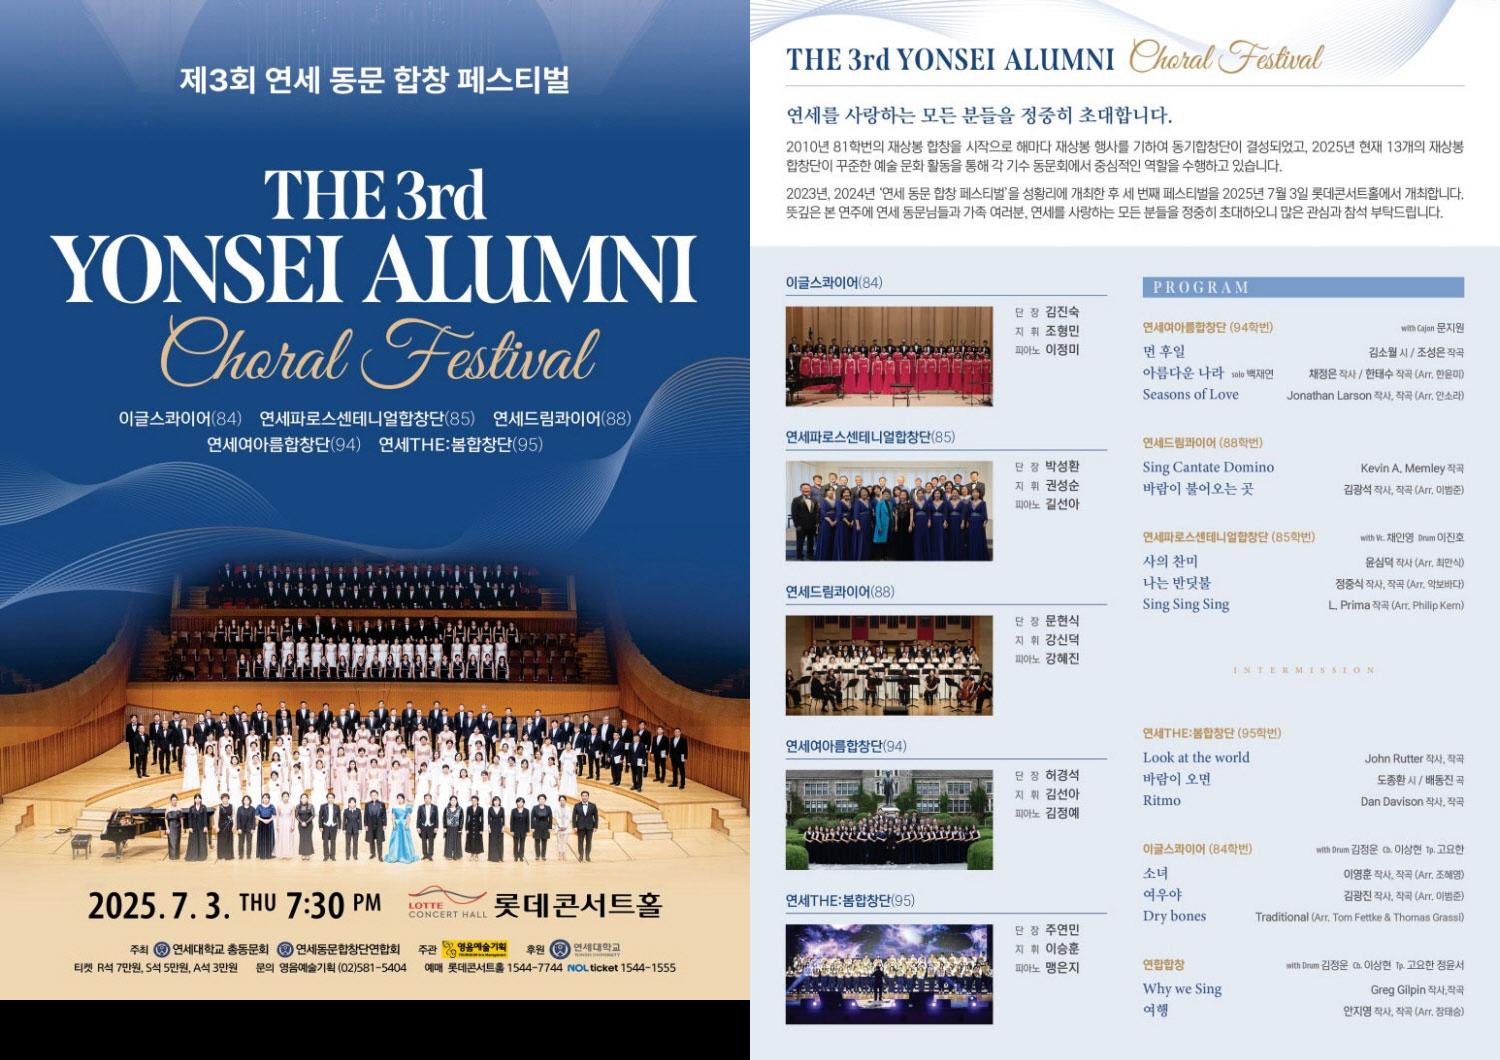 제3회 연세 동문 합창 페스티벌
THE 3rd
YONSEI ALUMNI
Choral Festival
이글스콰이어(84) 연세파로스센테니얼합창단(85) 연세드림콰이어(88)
연세여아름합창단(94) 연세THE:봄합창단(95)
2025. 7. 3. THU 7:30 PM LOTTE CONCERT HALL 롯데콘서트홀
주최 연세대학교 총동문회 연세동문합창단연합회 주관 영음예술기획 후원 연세대학교 YONSEI UNIVERSITY
티켓 R석 7만원, S석 5만원, A석 3만원 문의 영음예술기획 (02)581-5404 예매 롯데콘서트홀 1544-7744 NOL ticket 1544-1555
THE 3rd YONSEI ALUMNI Choral Festival
연세를 사랑하는 모든 분들을 정중히 초대합니다.
2010년 81학번의 재상봉 합창을 시작으로 해마다 재상봉 행사를 기하여 동기합창단이 결성되었고, 2025년 현재 13개의 재상봉
합창단이 꾸준한 예술 문화 활동을 통해 각 기수 동문회에서 중심적인 역할을 수행하고 있습니다.
2023년, 2024년 ‘연세 동문 합창 페스티벌’을 성황리에 개최한 후 세 번째 페스티벌을 2025년 7월 3일 롯데콘서트홀에서 개최합니다.
뜻깊은 본 연주에 연세 동문님들과 가족 여러분, 연세를 사랑하는 모든 분들을 정중히 초대하오니 많은 관심과 참석 부탁드립니다.
이글스콰이어(84)
단 장 김진숙
지 휘 조형민
피아노 이정미
연세파로스센테니얼합창단(85)
단 장 박성환
지 휘 권성순
피아노 길선아
연세드림콰이어(88)
단 장 문현식
지 휘 강신덕
피아노 강혜진
연세여아름합창단(94)
단 장 허경석
지 휘 김선아
피아노 김정예
연세THE:봄합창단(95)
단 장 주연민
지 휘 이승훈
피아노 맹은지
PROGRAM
연세여아름합창단 (94학번) with Cajon 문지원
먼 후일 김소월 시 / 조성은 작곡
아름다운 나라 solo 백재연 채정은 작사 / 한태수 작곡 (Arr. 한윤미)
Seasons of Love Jonathan Larson 작사, 작곡 (Arr. 안소라)
연세드림콰이어 (88학번)
Sing Cantate Domino Kevin A. Memley 작곡
바람이 불어오는 곳 김광석 작사, 작곡 (Arr. 이범준)
연세파로스센테니얼합창단 (85학번) with Vc. 채인영 Drum 이진호
사의 찬미 윤심덕 작사 (Arr. 최만식)
나는 반딧불 정중식 작사, 작곡 (Arr. 악보바다)
Sing Sing Sing L. Prima 작곡 (Arr. Philip Kern)
INTERMISSION
연세THE:봄합창단 (95학번)
Look at the world John Rutter 작사, 작곡
바람이 오면 도종환 시 / 배동진 곡
Ritmo Dan Davison 작사, 작곡
이글스콰이어 (84학번) with Drum 김정운 Cb. 이상현 Tp. 고요한
소녀 이영훈 작사, 작곡 (Arr. 조혜영)
여우야 김광진 작사, 작곡 (Arr. 이범준)
Dry bones Traditional (Arr. Tom Fettke & Thomas Grassi)
연합합창 with Drum 김정운 Cb. 이상현 Tp. 고요한 정윤서
Why we Sing Greg Gilpin 작사,작곡
여행 안지영 작사, 작곡 (Arr. 장태승)